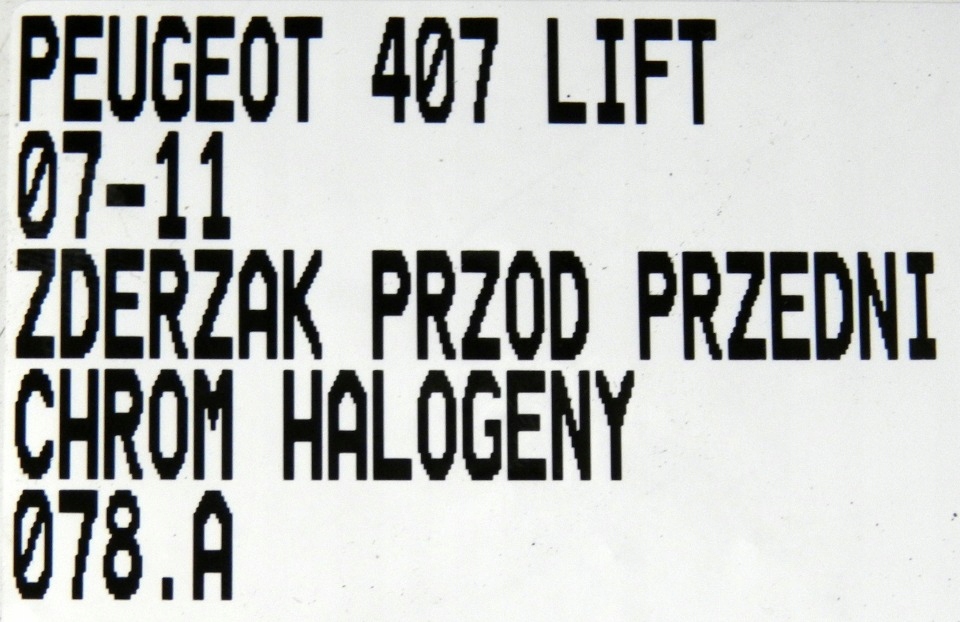 PEUGEOT 407 LIFT
07-11
ZDERZAK PRZOD PRZEDNI
CHROM HALOGENY
078.A